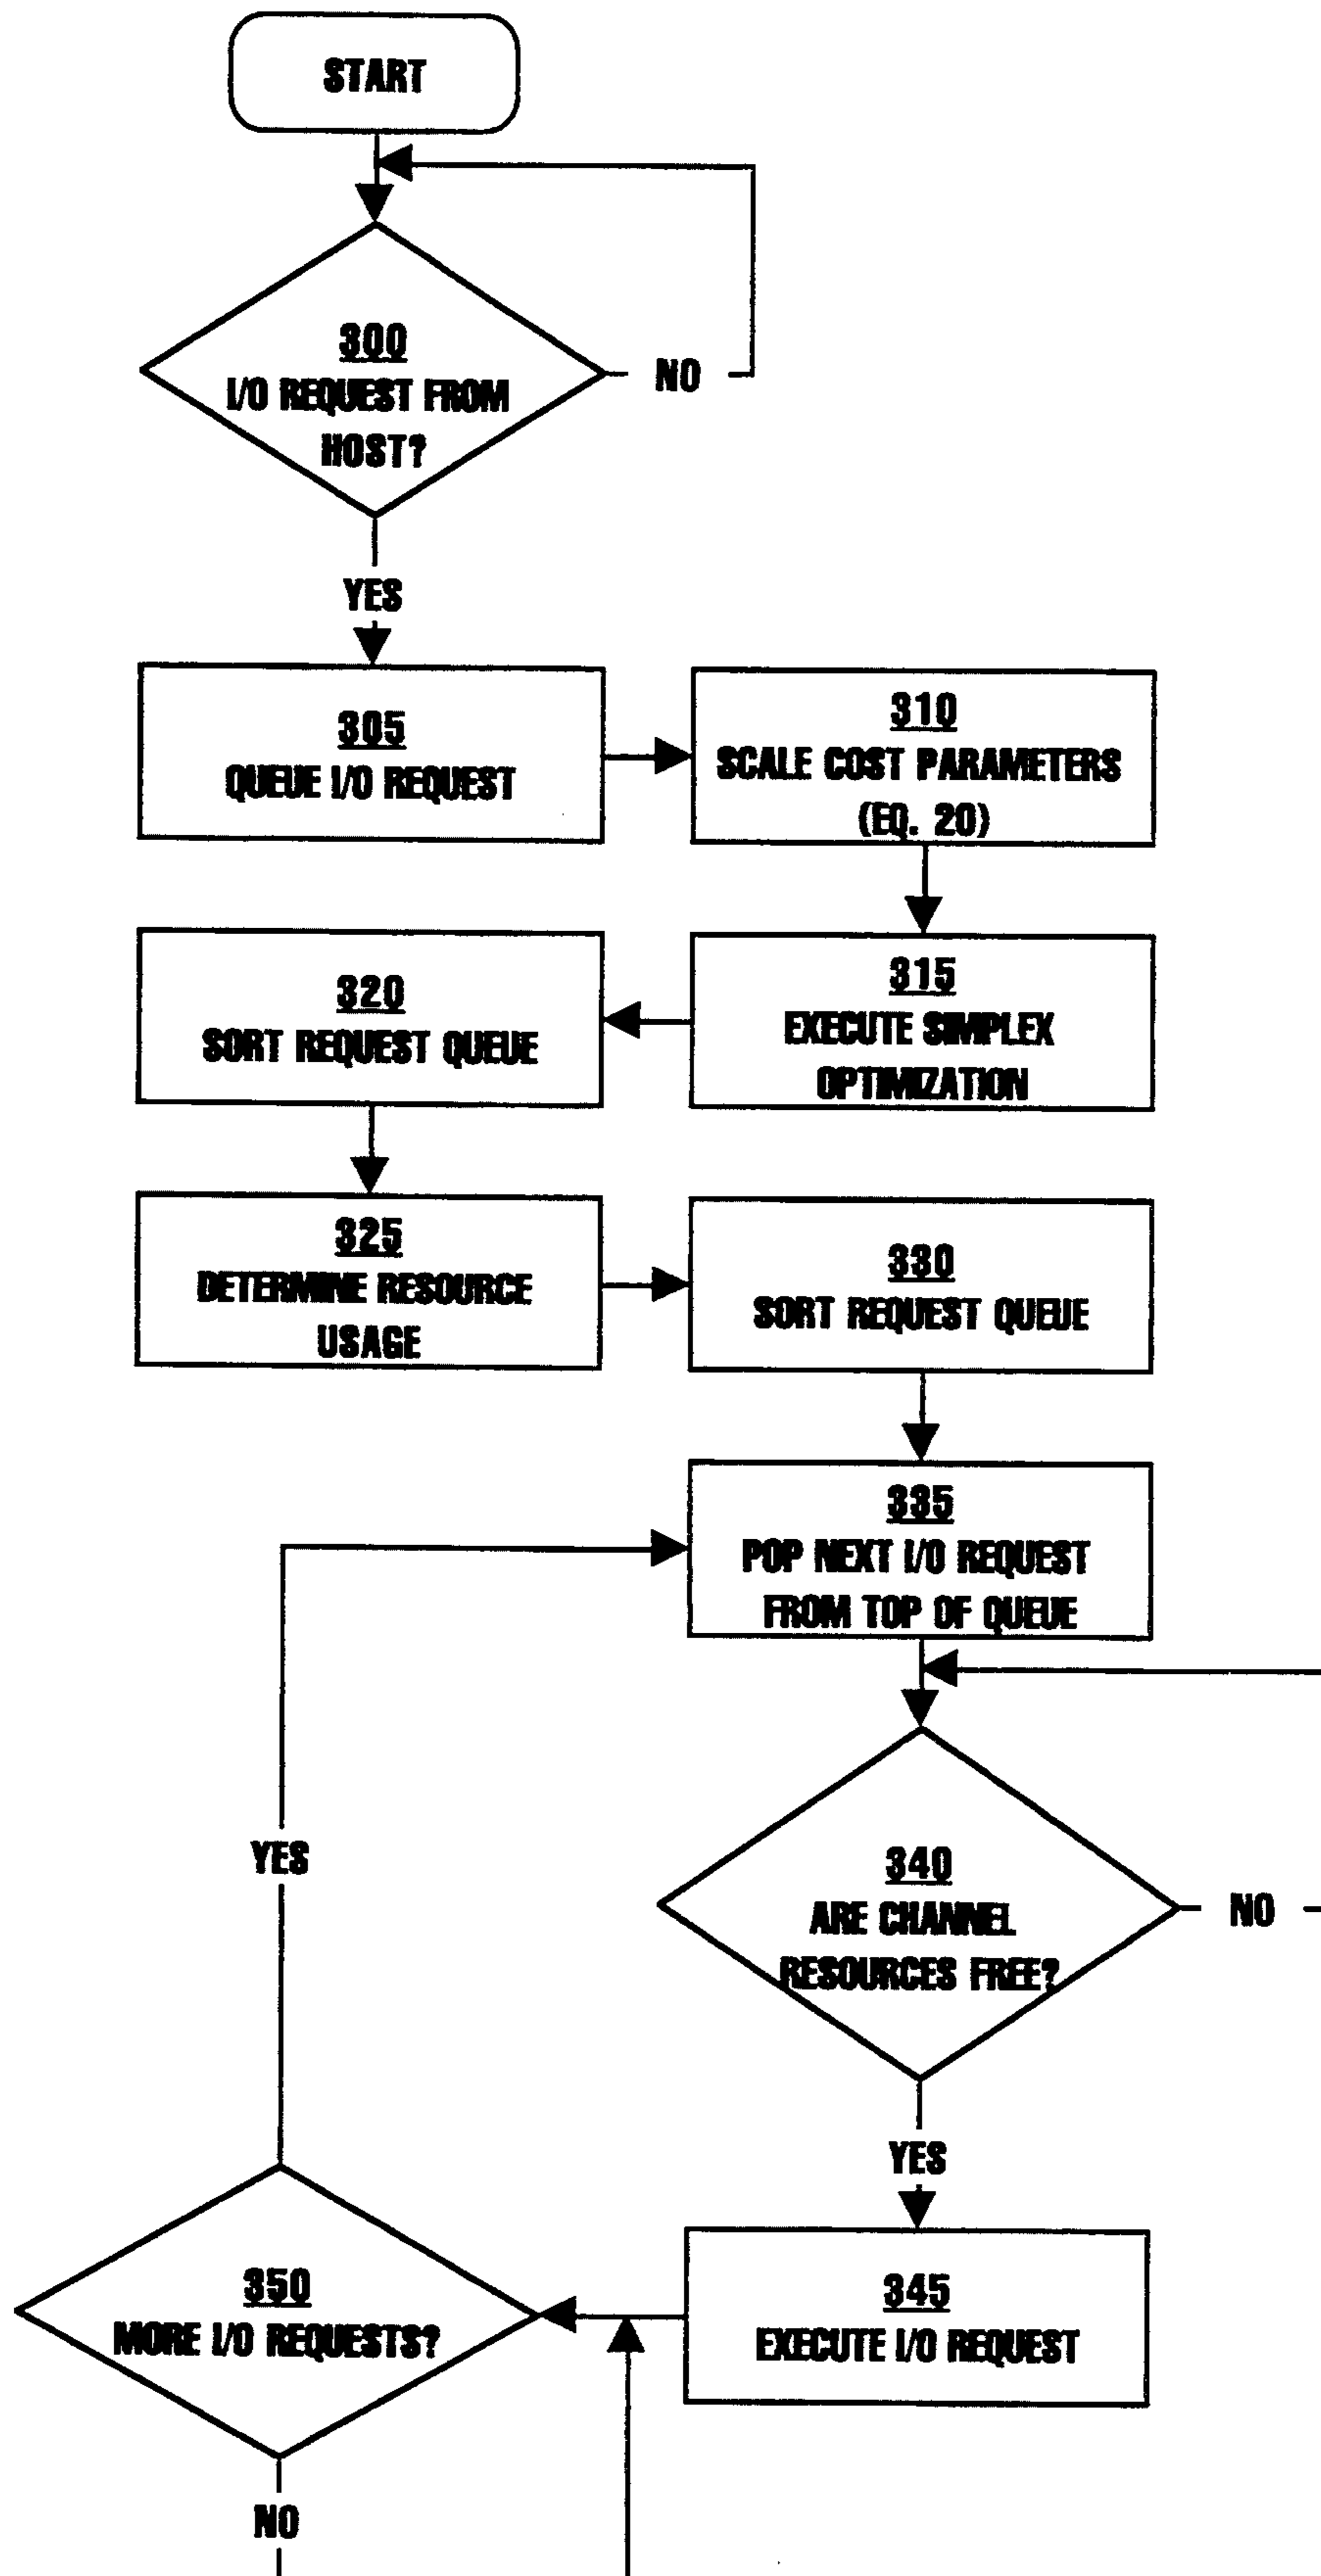 START
300
I/O REQUEST FROM
HOST?
NO
YES
305
QUEUE I/O REQUEST
310
SCALE COST PARAMETERS
(EQ. 20)
315
EXECUTE SIMPLEX
OPTIMIZATION
320
SORT REQUEST QUEUE
325
DETERMINE RESOURCE
USAGE
330
SORT REQUEST QUEUE
335
POP NEXT I/O REQUEST
FROM TOP OF QUEUE
YES
340
ARE CHANNEL
RESOURCES FREE?
NO
YES
345
EXECUTE I/O REQUEST
350
MORE I/O REQUESTS?
NO